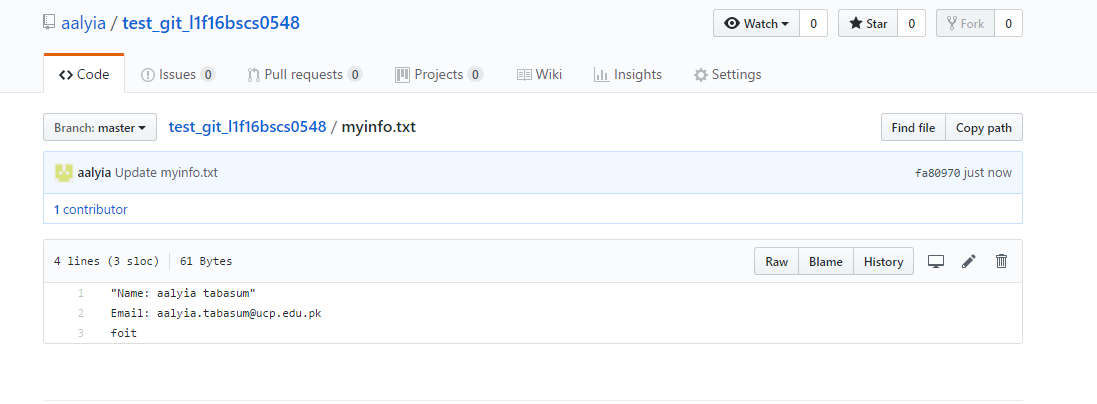 aalyia / test_git_l1f16bscs0548
Watch 0 Star 0 Fork 0
Code Issues 0 Pull requests 0 Projects 0 Wiki Insights Settings
Branch: master test_git_l1f16bscs0548 / myinfo.txt Find file Copy path
aalyia Update myinfo.txt fa80970 just now
1 contributor
4 lines (3 sloc) 61 Bytes Raw Blame History
1 "Name: aalyia tabasum"
2 Email: aalyia.tabasum@ucp.edu.pk
3 foit